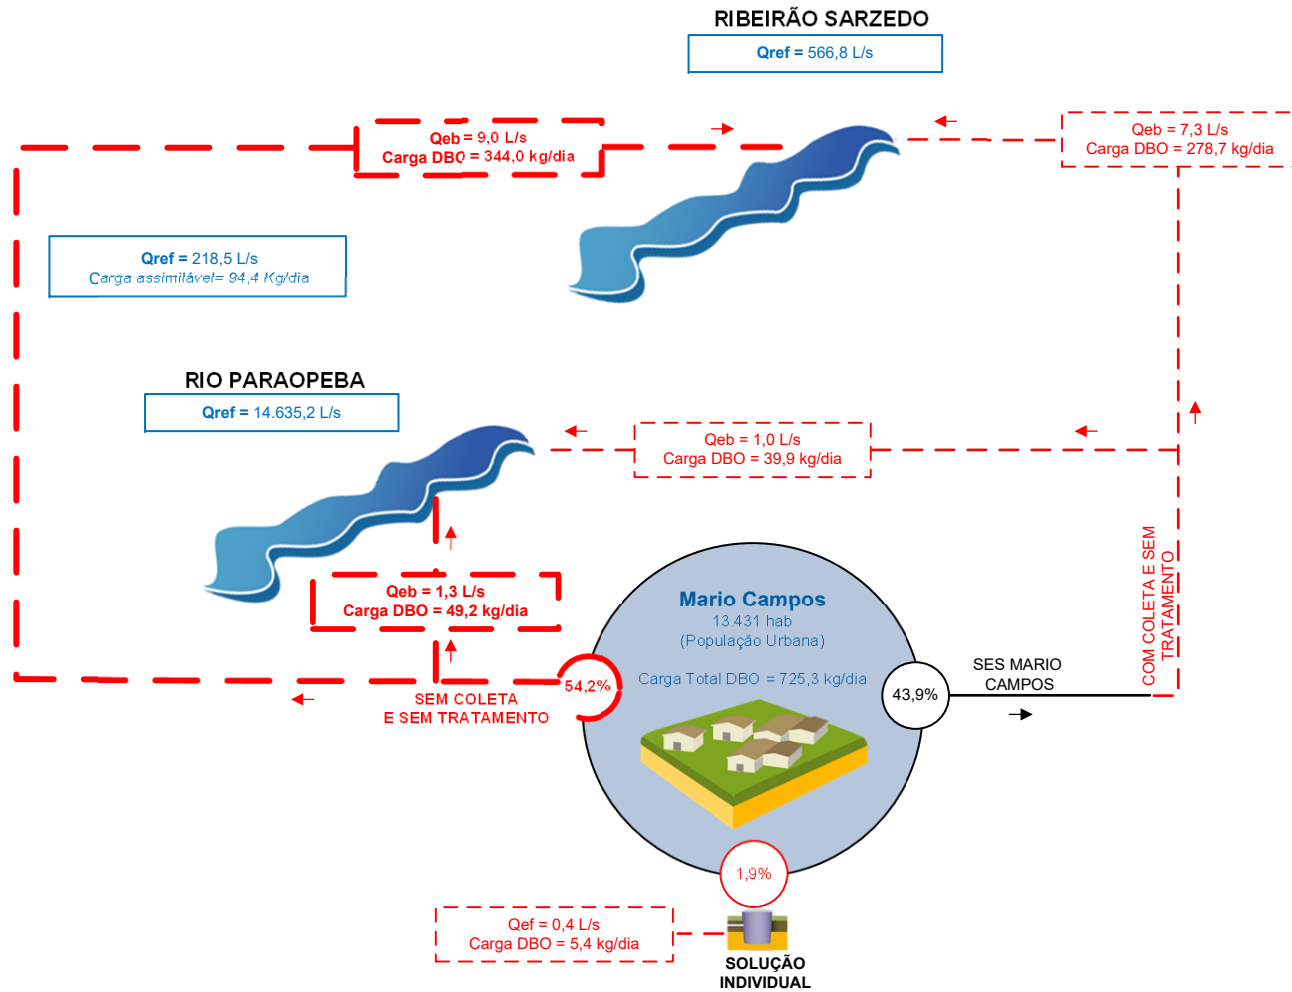 RIBEIRÃO SARZEDO
Qref = 566,8 L/s
Qeb = 9,0 L/s
Carga DBO = 344,0 kg/dia
Qeb = 7,3 L/s
Carga DBO = 278,7 kg/dia
Qref = 218,5 L/s
Carga assimilável= 94,4 Kg/dia
RIO PARAOPEBA
Qref = 14.635,2 L/s
Qeb = 1,0 L/s
Carga DBO = 39,9 kg/dia
Qeb = 1,3 L/s
Carga DBO = 49,2 kg/dia
Mario Campos
13.431 hab
(População Urbana)
Carga Total DBO = 725,3 kg/dia
54,2%
SEM COLETA
E SEM TRATAMENTO
43,9%
SES MARIO
CAMPOS
COM COLETA E SEM
TRATAMENTO
1,9%
Qef = 0,4 L/s
Carga DBO = 5,4 kg/dia
SOLUÇÃO
INDIVIDUAL